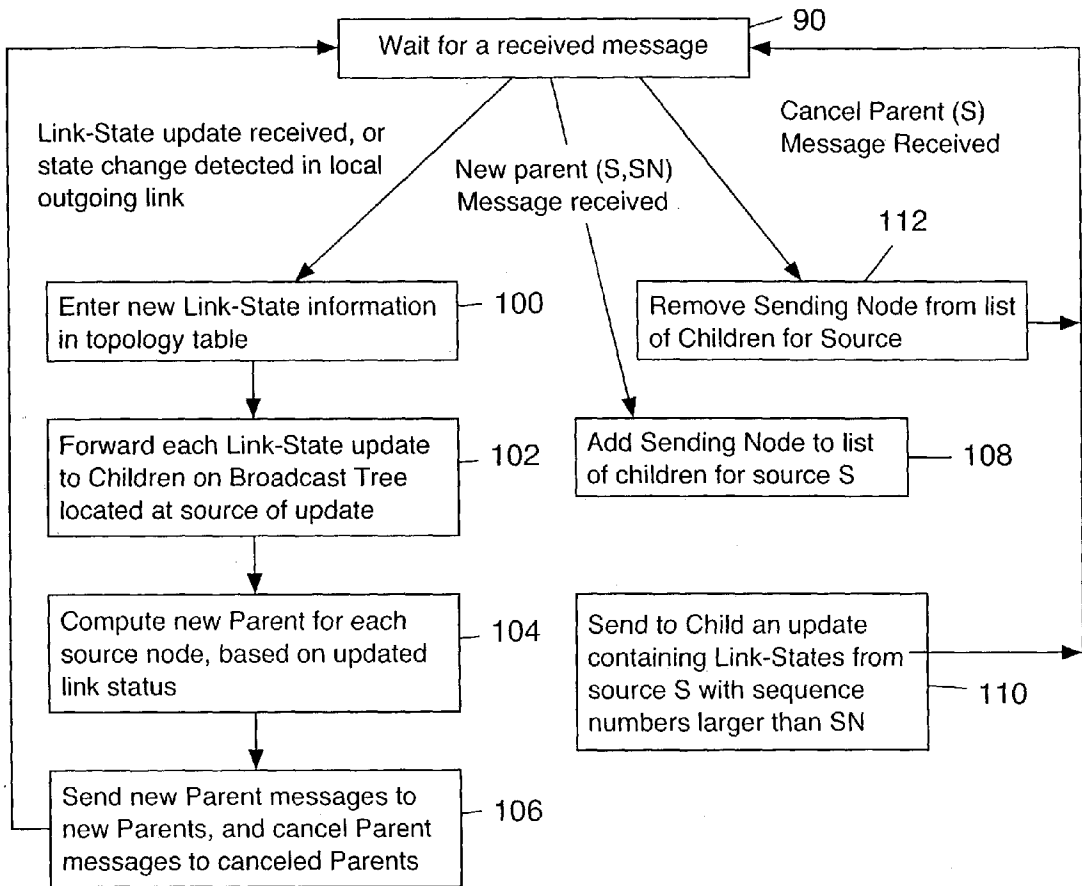 90
Wait for a received message
Link-State update received, or
state change detected in local
outgoing link
New parent (S,SN)
Message received
Cancel Parent (S)
Message Received
112
Enter new Link-State information
in topology table
100
Remove Sending Node from list
of Children for Source
Forward each Link-State update
to Children on Broadcast Tree
located at source of update
102
Add Sending Node to list
of children for source S
108
Compute new Parent for each
source node, based on updated
link status
104
Send to Child an update
containing Link-States from
source S with sequence
numbers larger than SN
110
Send new Parent messages to
new Parents, and cancel Parent
messages to canceled Parents
106